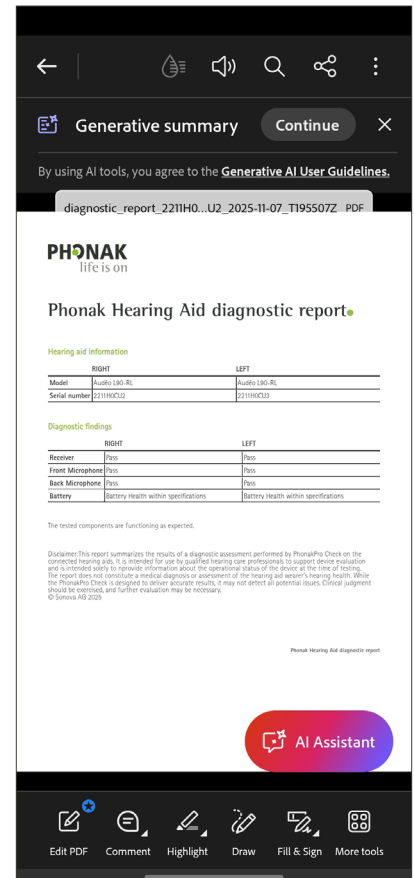 Generative summary
Continue
By using AI tools, you agree to the Generative AI User Guidelines.
diagnostic_report_2211H0...U2_2025-11-07_T195507Z PDF
PHONAK
life is on
Phonak Hearing Aid diagnostic report
Hearing aid information
RIGHT LEFT
Model Audéo L90-RL Audéo L90-RL
Serial number 2211H0CU2 2211H0CU3
Diagnostic findings
RIGHT LEFT
Receiver Pass Pass
Front Microphone Pass Pass
Back Microphone Pass Pass
Battery Battery Health within specifications Battery Health within specifications
The tested components are functioning as expected.
Disclaimer:This report summarizes the results of a diagnostic assessment performed by PhonakPro Check on the
connected hearing aids. It is intended for use by qualified hearing care professionals to support device evaluation
and is intended solely to nprovide information about the operational status of the device at the time of testing.
The report does not constitute a medical diagnosis or assessment of the hearing aid wearer's hearing health. While
the PhonakPro Check is designed to deliver accurate results, it may not detect all potential issues. Clinical judgment
should be exercised, and further evaluation may be necessary.
© Sonova AG 2025
Phonak Hearing Aid diagnostic report
AI Assistant
Edit PDF
Comment
Highlight
Draw
Fill & Sign
More tools